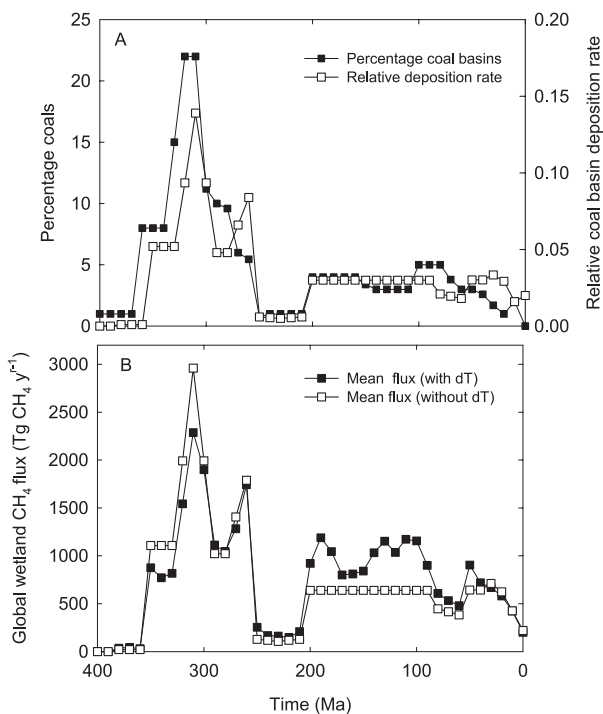 A
Percentage coal basins
Relative deposition rate
Percentage coals
25
20
15
10
5
0
Relative coal basin deposition rate
0.20
0.15
0.10
0.05
0.00
B
Mean flux (with dT)
Mean flux (without dT)
Global wetland CH₄ flux (Tg CH₄ y⁻¹)
3000
2500
2000
1500
1000
500
0
400 300 200 100 0
Time (Ma)